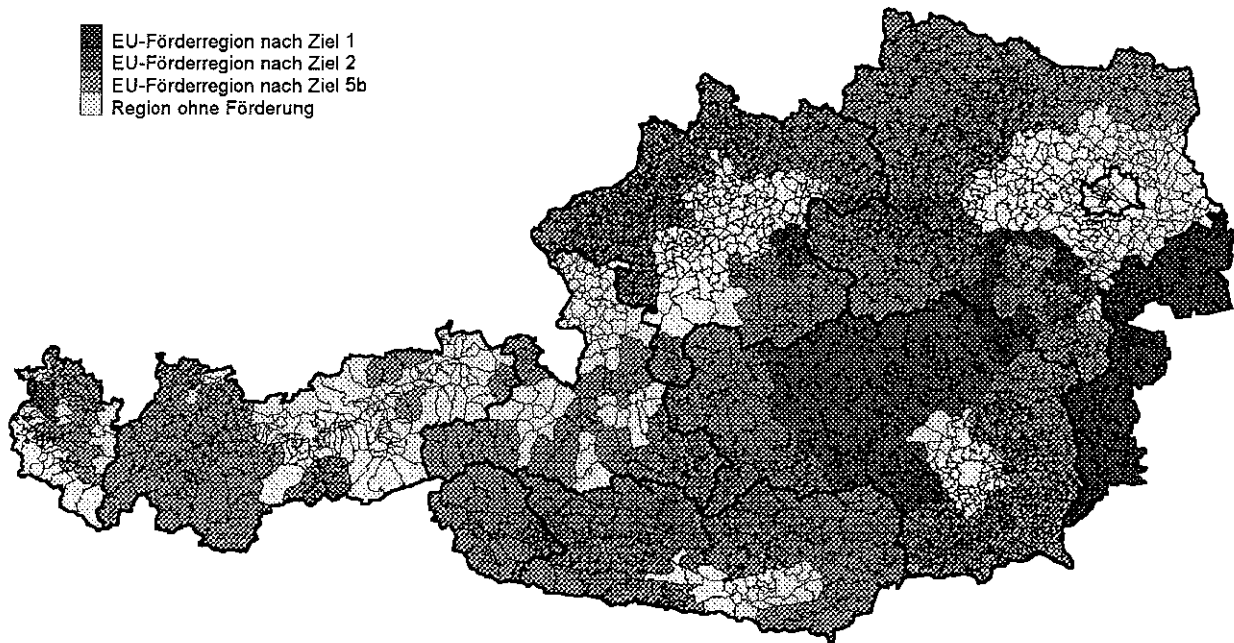 EU-Förderregion nach Ziel 1
EU-Förderregion nach Ziel 2
EU-Förderregion nach Ziel 5b
Region ohne Förderung